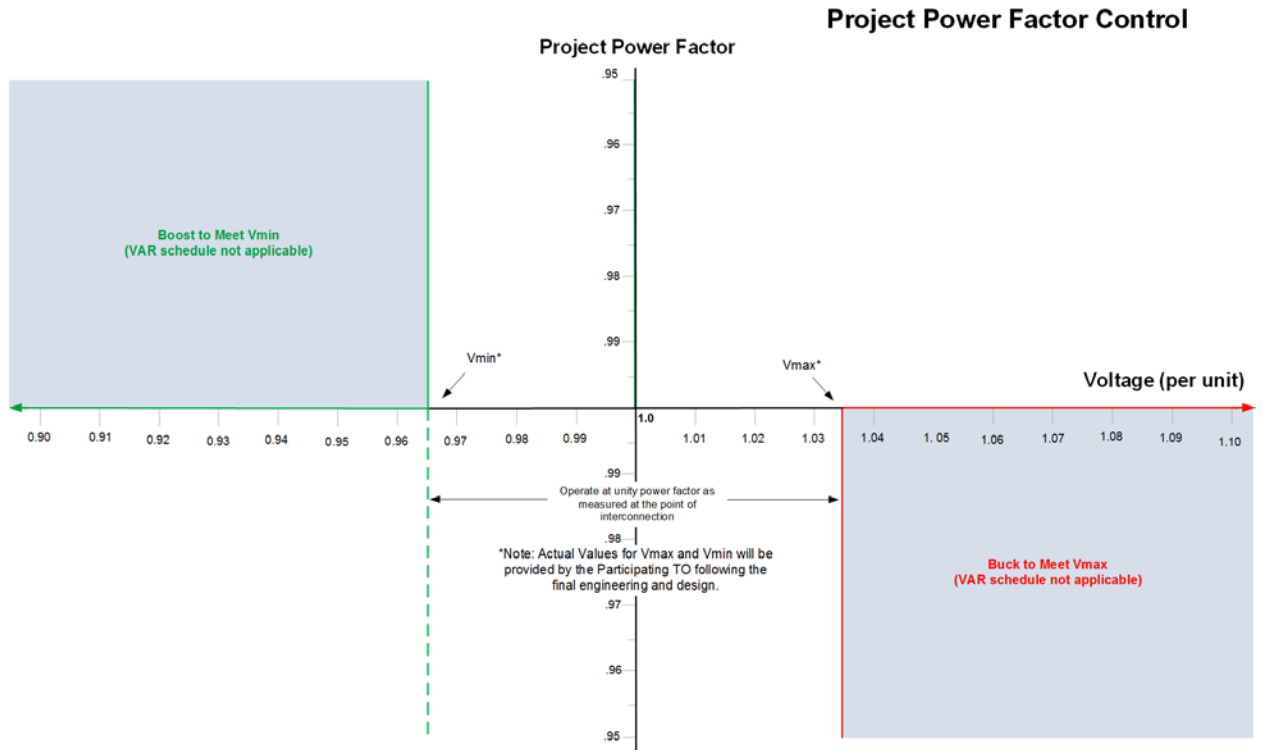 Project Power Factor Control
Project Power Factor
.95
.96
.97
.98
.99
Boost to Meet Vmin
(VAR schedule not applicable)
Vmin*
Vmax*
Voltage (per unit)
1.0
0.90
0.91
0.92
0.93
0.94
0.95
0.96
0.97
0.98
0.99
1.01
1.02
1.03
1.04
1. 05
1.06
1.07
1.08
1.09
1.10
.99
Operate at unity power factor as
measured at the point of
interconnection
.98
*Note: Actual Values for Vmax and Vmin will be
provided by the Participating TO following the
final engineering and design.
Buck to Meet Vmax
(VAR schedule not applicable)
.97
.96
.95